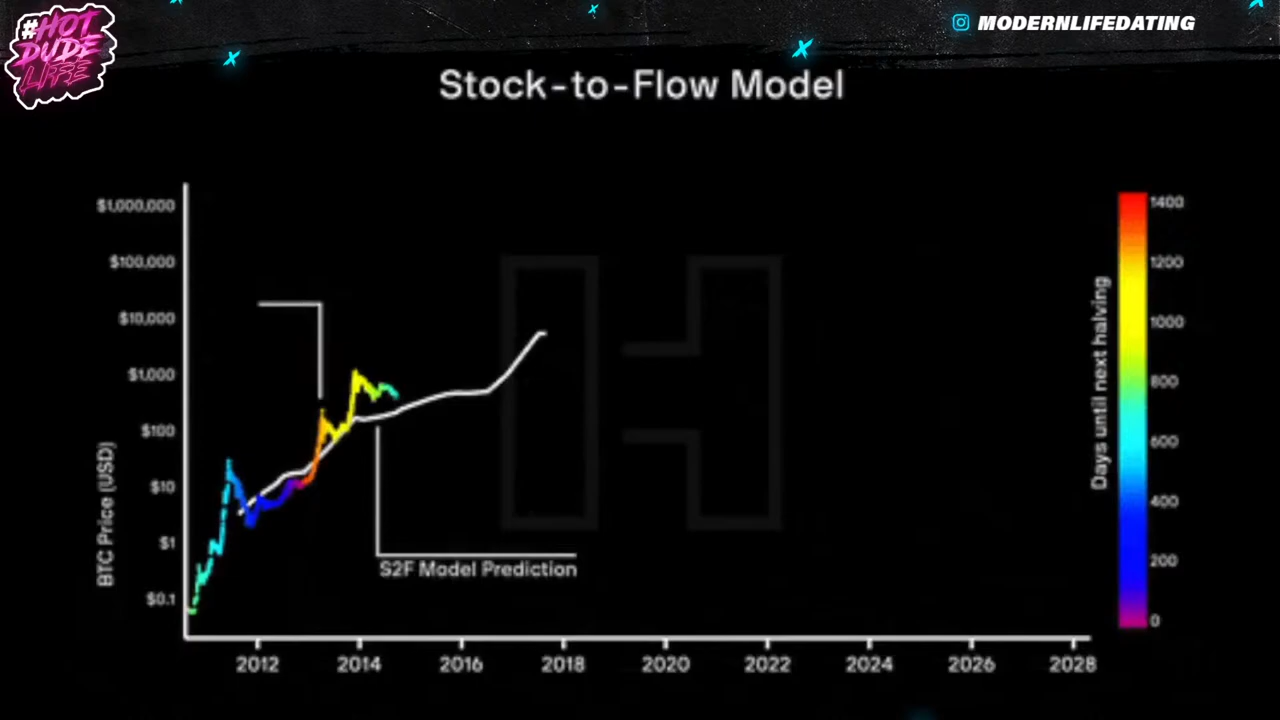 #HOT
DUDE
LIFE
MODERNLIFEDATING
Stock-to-Flow Model
$1,000,000
$100,000
$10,000
$1,000
$100
$10
$1
$0.1
BTC Price (USD)
S2F Model Prediction
2012 2014 2016 2018 2020 2022 2024 2026 2028
Days until next halving
1400
1200
1000
800
600
400
200
0